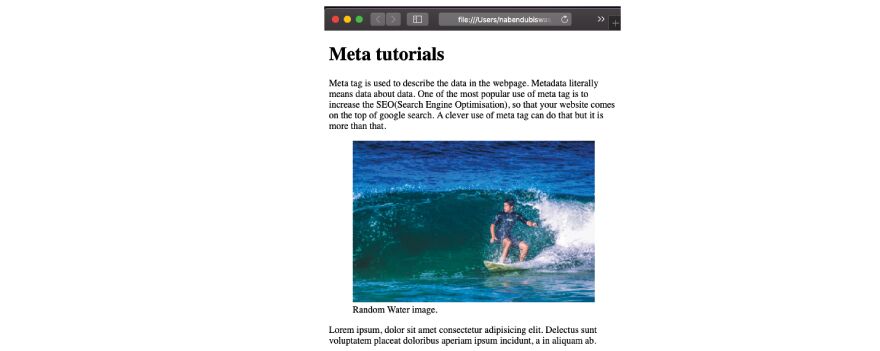 file:///Users/nabendubiswas
Meta tutorials
Meta tag is used to describe the data in the webpage. Metadata literally
means data about data. One of the most popular use of meta tag is to
increase the SEO(Search Engine Optimisation), so that your website comes
on the top of google search. A clever use of meta tag can do that but it is
more than that.
Random Water image.
Lorem ipsum, dolor sit amet consectetur adipisicing elit. Delectus sunt
voluptatem placeat doloribus aperiam ipsum incidunt, a in aliquam ab.